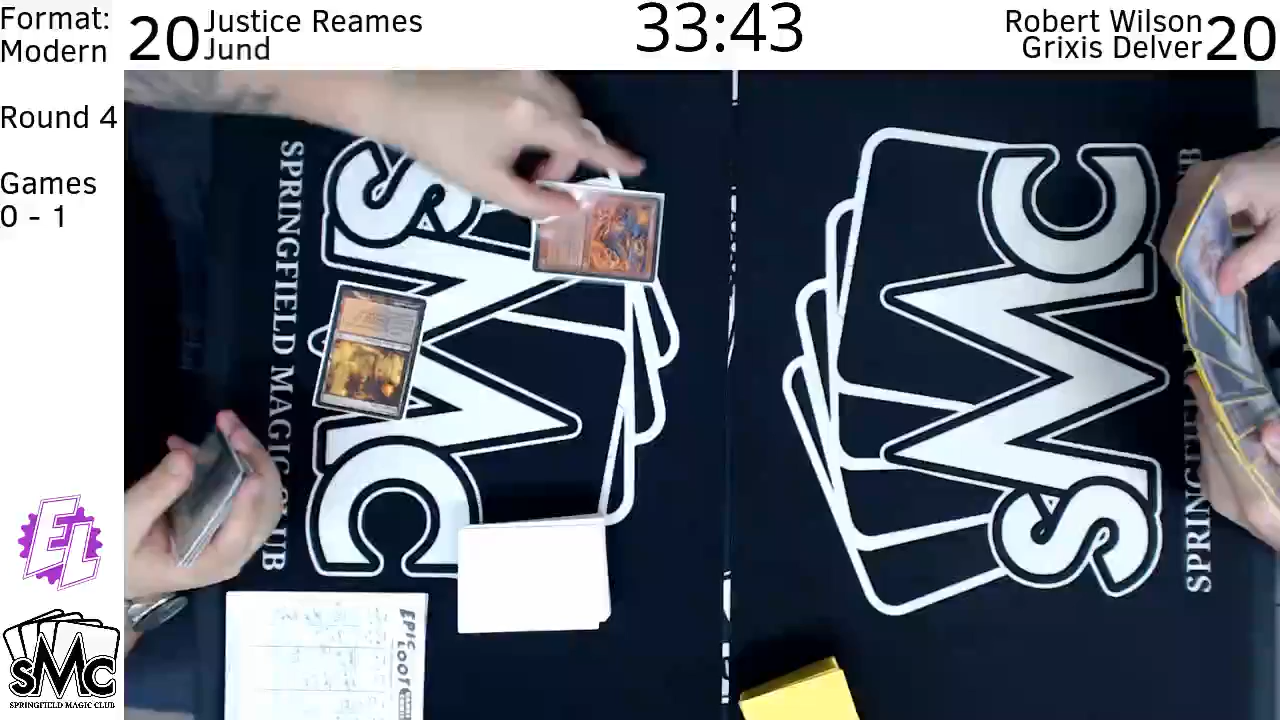 Format:
Modern
20
Justice Reames
Jund
33:43
Robert Wilson
Grixis Delver
20
Round 4
Games
0 - 1
SPRINGFIELD MAGIC CLUB
SMC
SMC
SPRINGFIELD
EPIC
LOOT
EL
SMC
SPRINGFIELD MAGIC CLUB